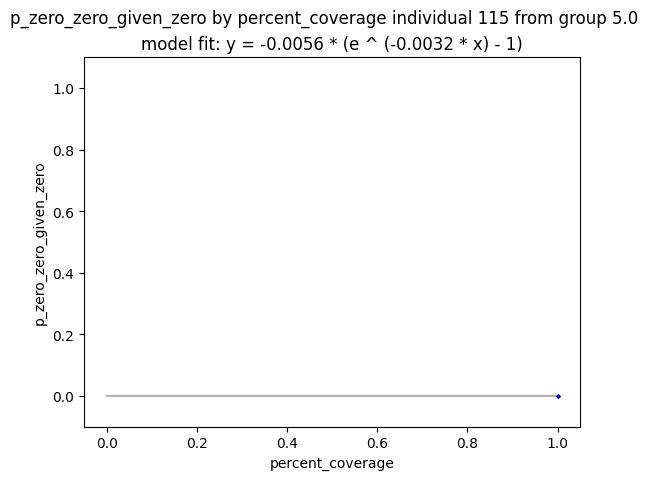 p_zero_zero_given_zero by percent_coverage individual 115 from group 5.0
model fit: y = -0.0056 * (e ^ (-0.0032 * x) - 1)
1.0
0.8
0.6
0.4
0.2
0.0
p_zero_zero_given_zero
0.0 0.2 0.4 0.6 0.8 1.0
percent_coverage